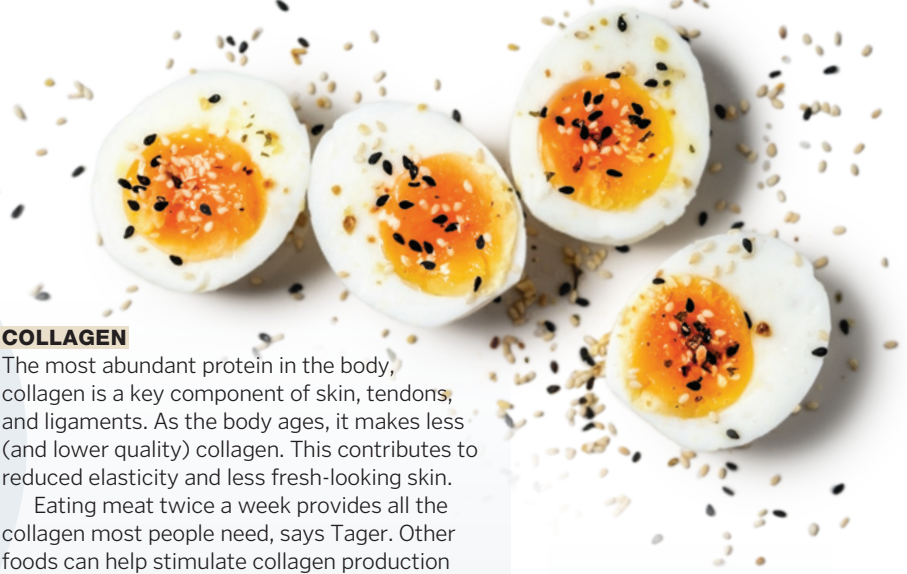 COLLAGEN
The most abundant protein in the body,
collagen is a key component of skin, tendons,
and ligaments. As the body ages, it makes less
(and lower quality) collagen. This contributes to
reduced elasticity and less fresh-looking skin.
Eating meat twice a week provides all the
collagen most people need, says Tager. Other
foods can help stimulate collagen production